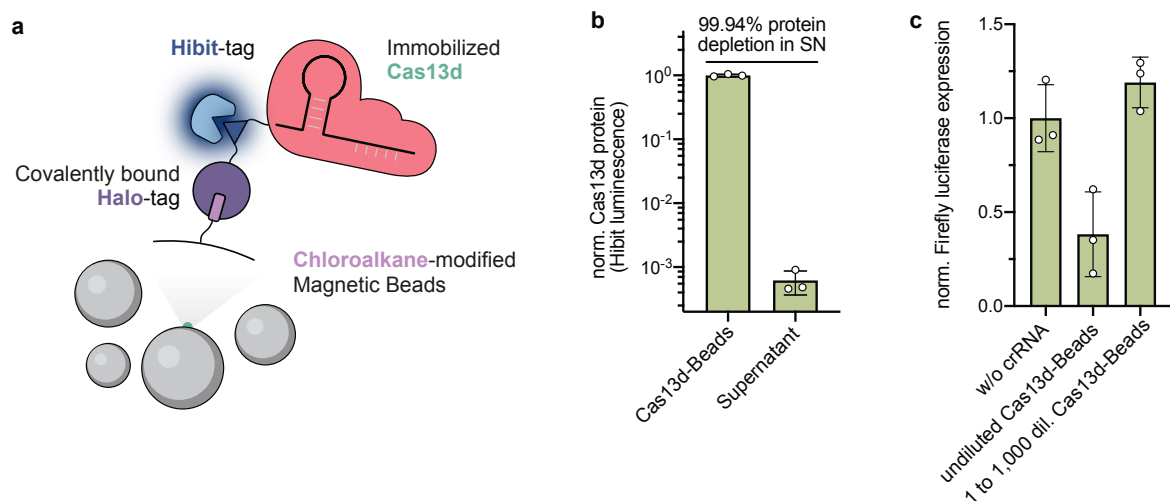 a
Hibit-tag
Immobilized
Cas13d
Covalently bound
Halo-tag
Chloroalkane-modified
Magnetic Beads
b
99.94% protein
depletion in SN
norm. Cas13d protein
(Hibit luminescence)
10⁰
10⁻¹
10⁻²
10⁻³
Cas13d-Beads
Supernatant
c
norm. Firefly luciferase expression
1.5
1.0
0.5
0.0
w/o crRNA
undiluted Cas13d-Beads
1 to 1,000 dil. Cas13d-Beads